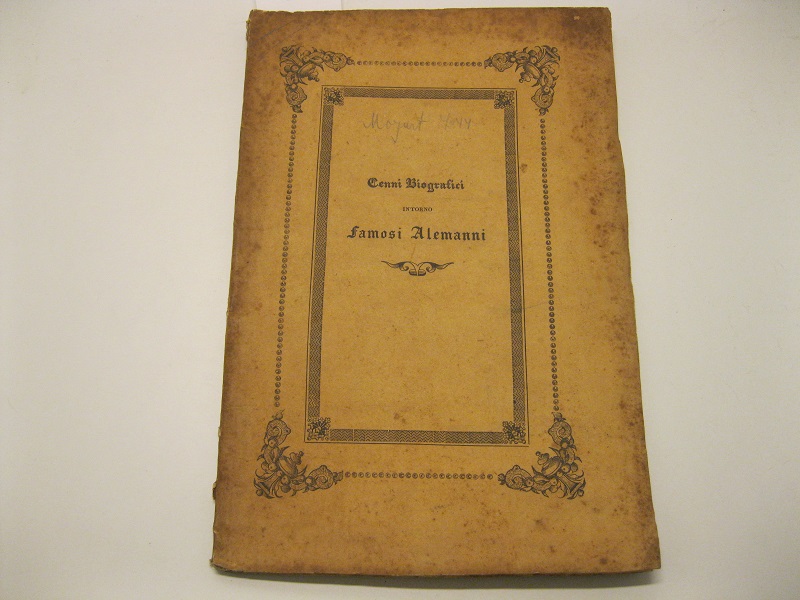 Mozart
Cenni Biografici
INTORNO
Famosi Alemanni